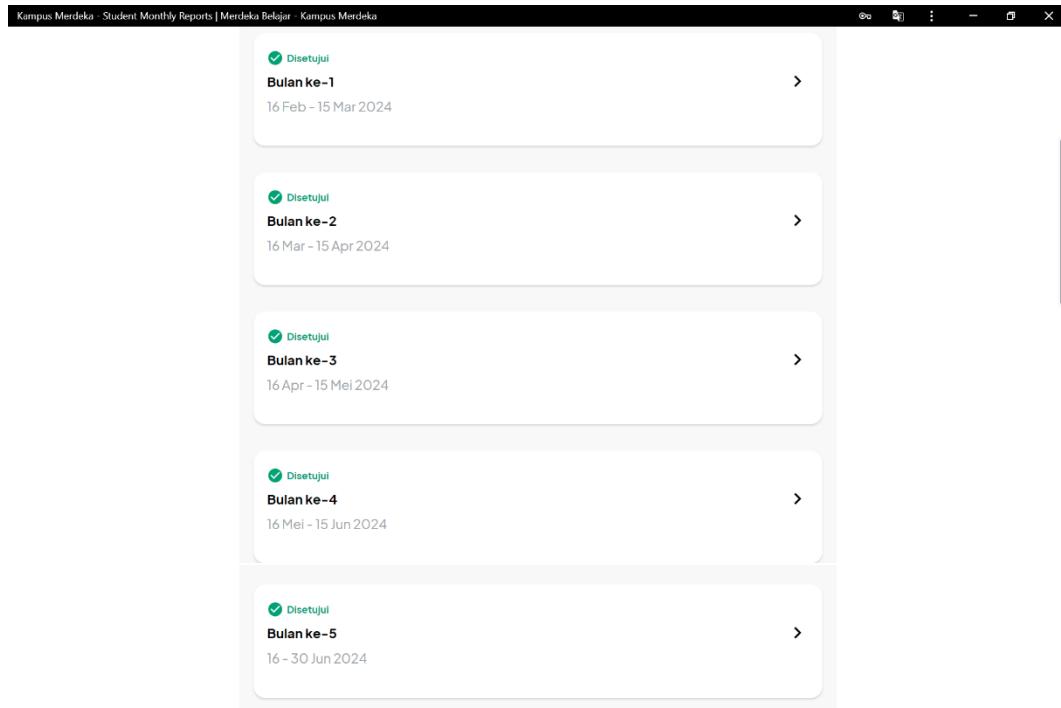 Kampus Merdeka - Student Monthly Reports | Merdeka Belajar - Kampus Merdeka
Disetujui
Bulan ke-1
16 Feb - 15 Mar 2024
Disetujui
Bulan ke-2
16 Mar - 15 Apr 2024
Disetujui
Bulan ke-3
16 Apr - 15 Mei 2024
Disetujui
Bulan ke-4
16 Mei - 15 Jun 2024
Disetujui
Bulan ke-5
16 - 30 Jun 2024